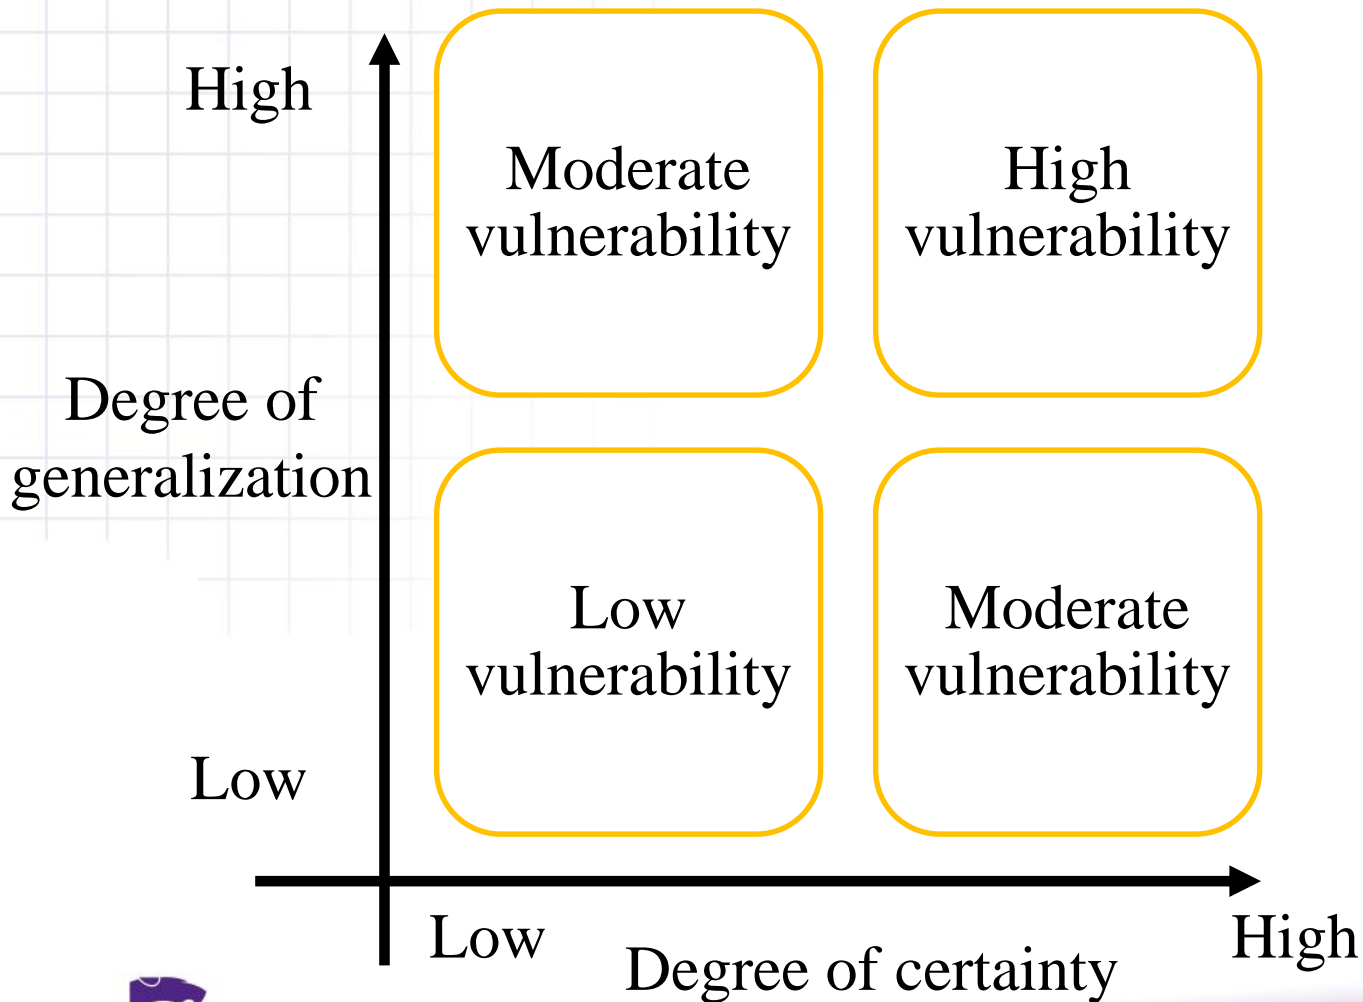 High
Moderate
vulnerability
High
vulnerability
Degree of
generalization
Low
vulnerability
Moderate
vulnerability
Low
Low
Degree of certainty
High